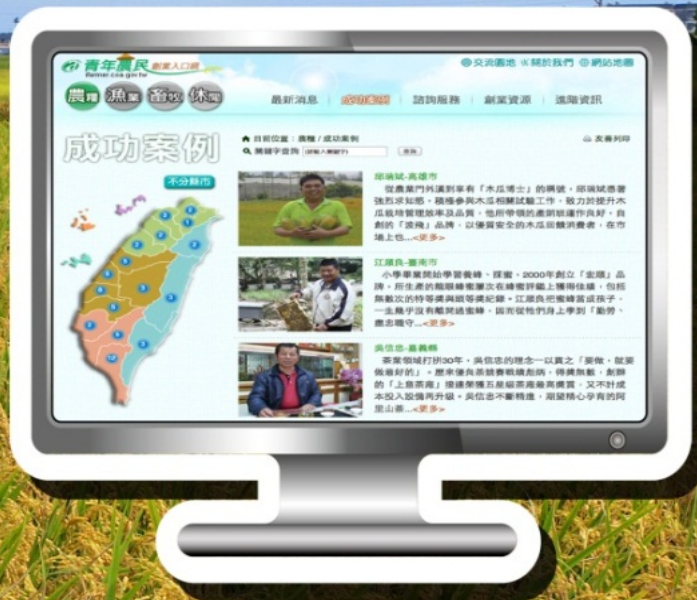 青年農民 創業入口網
交流園地 關於我們 網站地圖
農糧 漁業 畜牧 休閒
最新消息 | 成功案例 | 諮詢服務 | 創業資源 | 進階資訊
成功案例
目前位置：農糧 / 成功案例
友善列印
關鍵字查詢 查詢
不分縣市
邱瑞斌-高雄市
從農業門外漢到享有「木瓜博士」的稱號，邱瑞斌憑著
強烈求知慾、積極參與木瓜相關試驗工作，致力於提升木
瓜栽培管理效率及品質，他所帶領的產銷班運作良好，自
創的「波飛」品牌，以優質安全的木瓜回饋消費者，在市
場上也...<更多>
江順良-臺南市
小學畢業開始學習養蜂、採蜜，2000年創立「宏順」品
牌，所生產的龍眼蜂蜜屢次在蜂蜜評鑑上獲得佳績，包括
無數次的特等獎與頭等獎紀錄。江順良把蜜蜂當成孩子，
一生幾乎沒有離開過蜜蜂，因而從牠們身上學到「勤勞、
盡忠職守...<更多>
吳信忠-嘉義縣
茶業領域打拚30年，吳信忠的理念一以貫之「要做，就要
做最好的」。歷來優良茶競賽戰績彪炳，得獎無數，創辦
的「上意茶廠」接連榮獲五星級茶廠最高榮譽，又不計成
本投入設備再升級。吳信忠不斷精進，期望精心孕育的阿
里山茶...<更多>